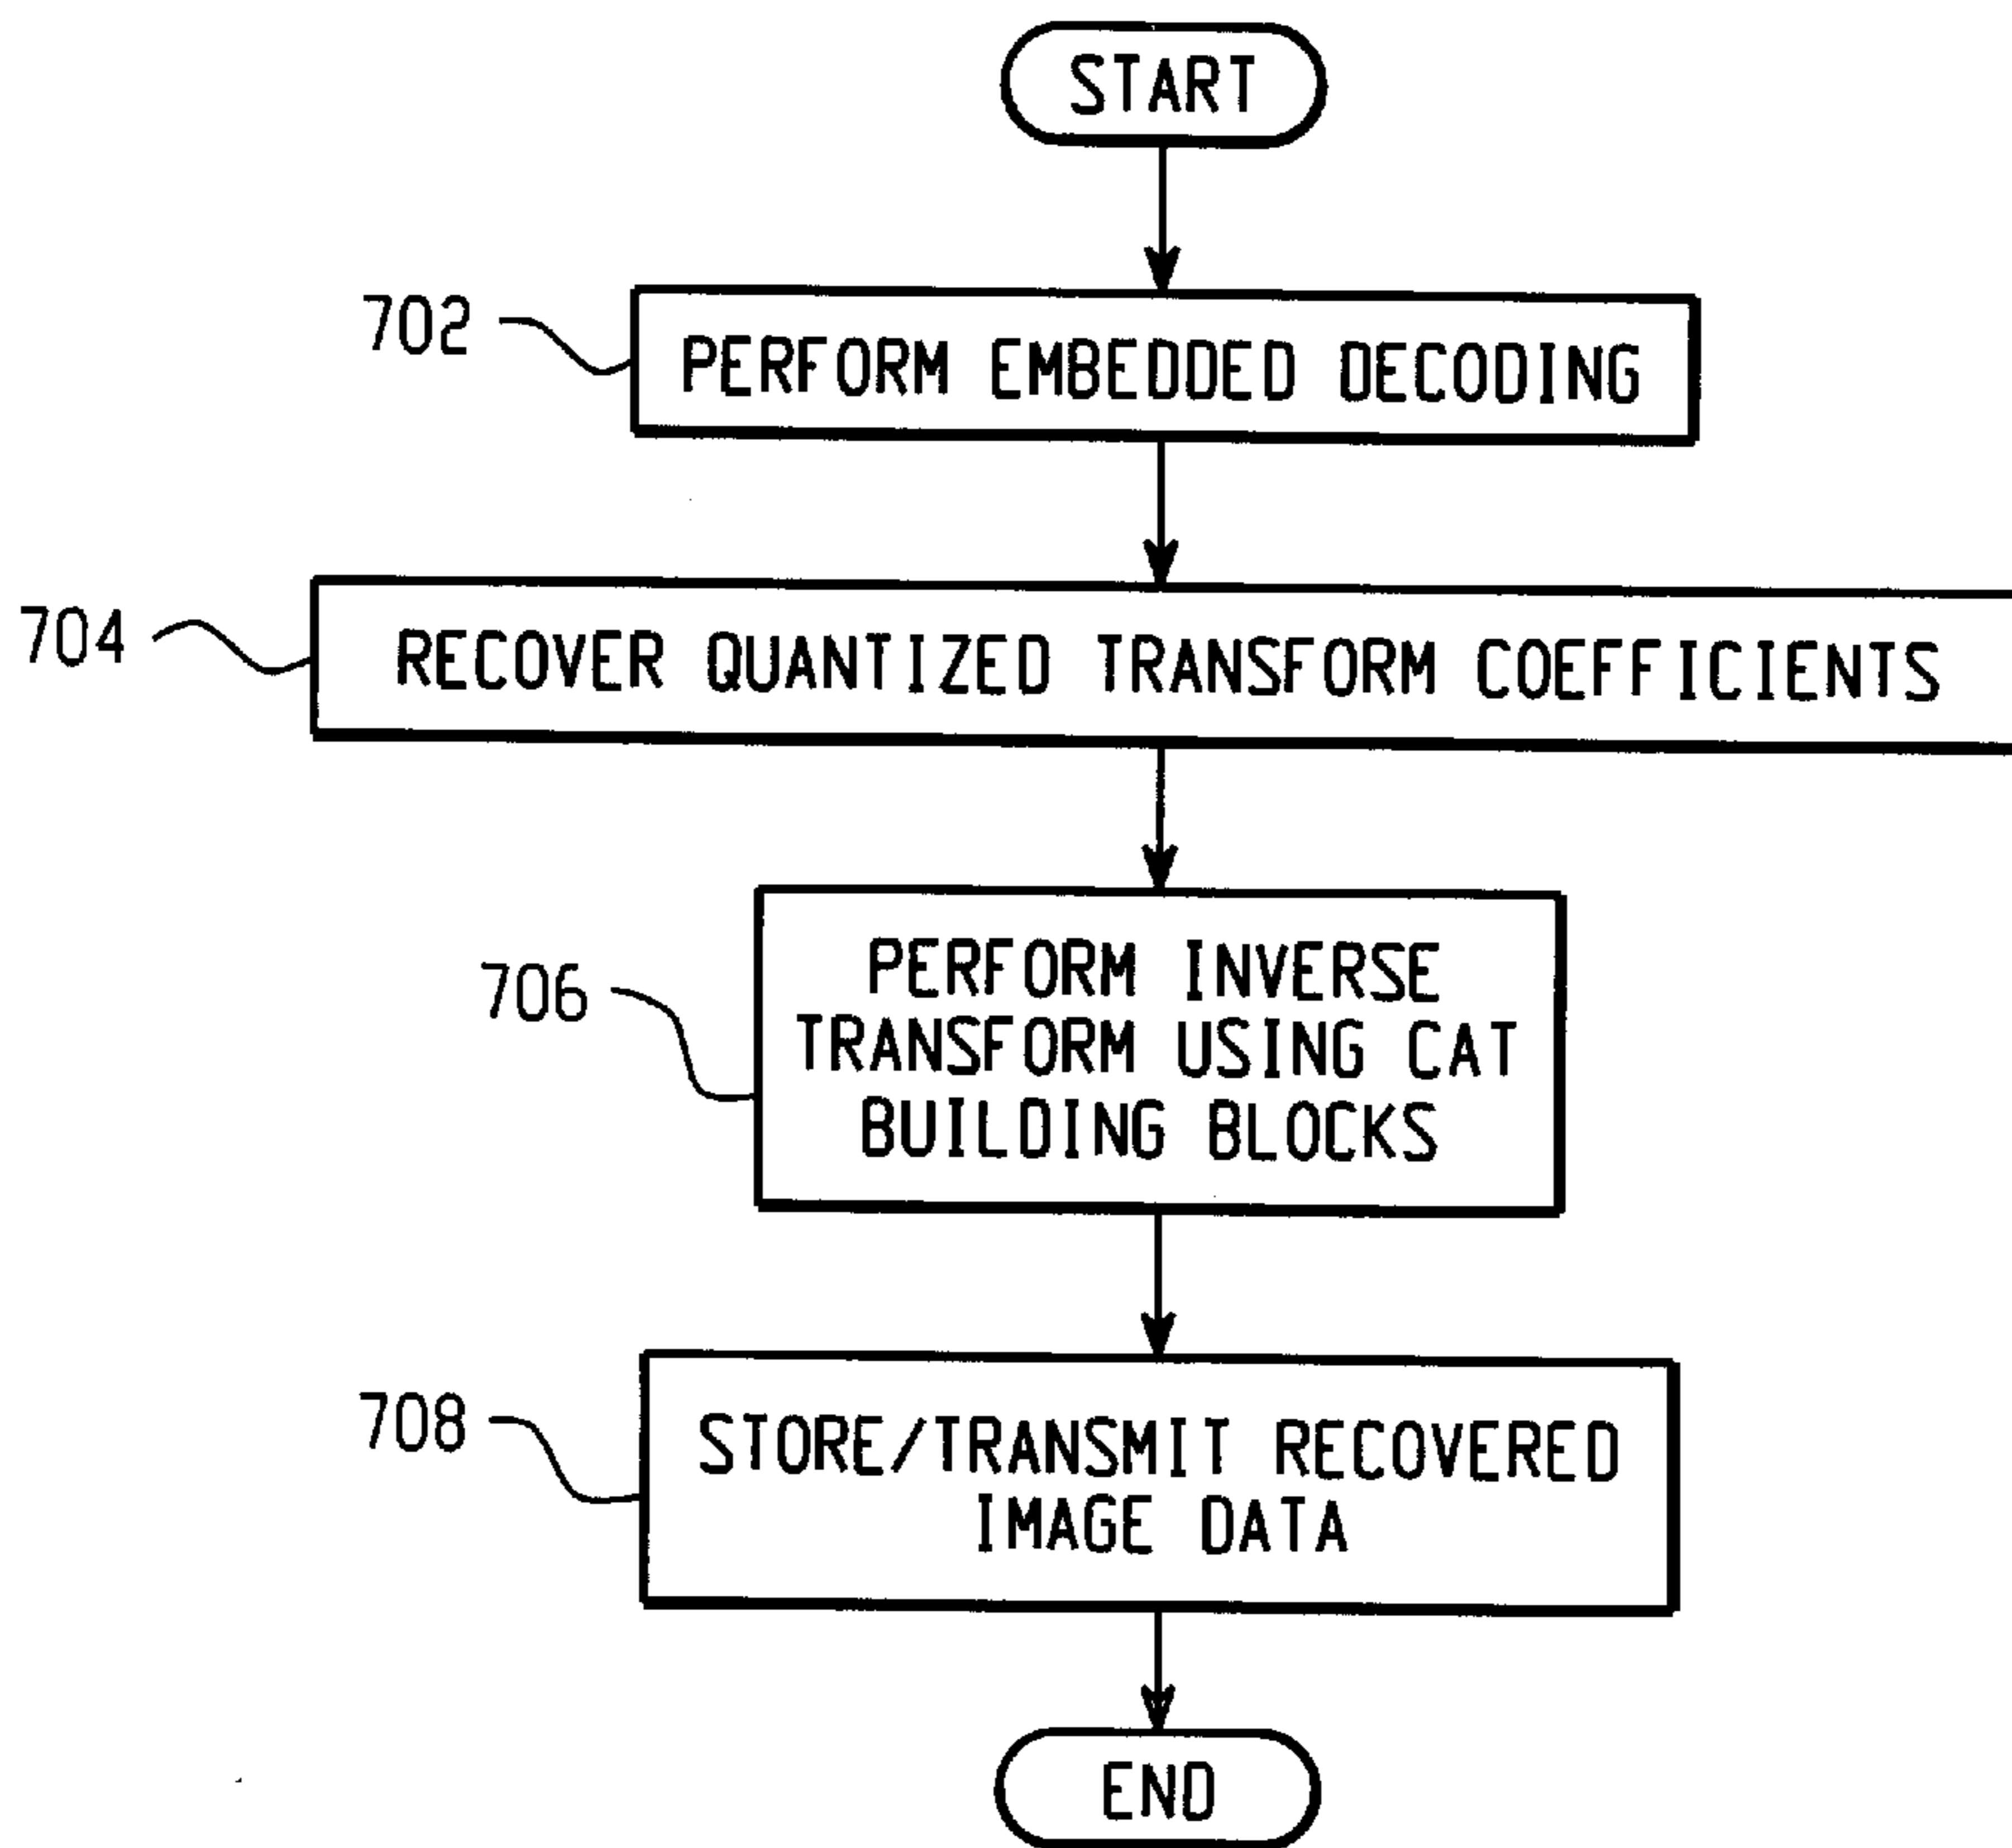 START
702
PERFORM EMBEDDED DECODING
704
RECOVER QUANTIZED TRANSFORM COEFFICIENTS
706
PERFORM INVERSE
TRANSFORM USING CAT
BUILDING BLOCKS
708
STORE/TRANSMIT RECOVERED
IMAGE DATA
END